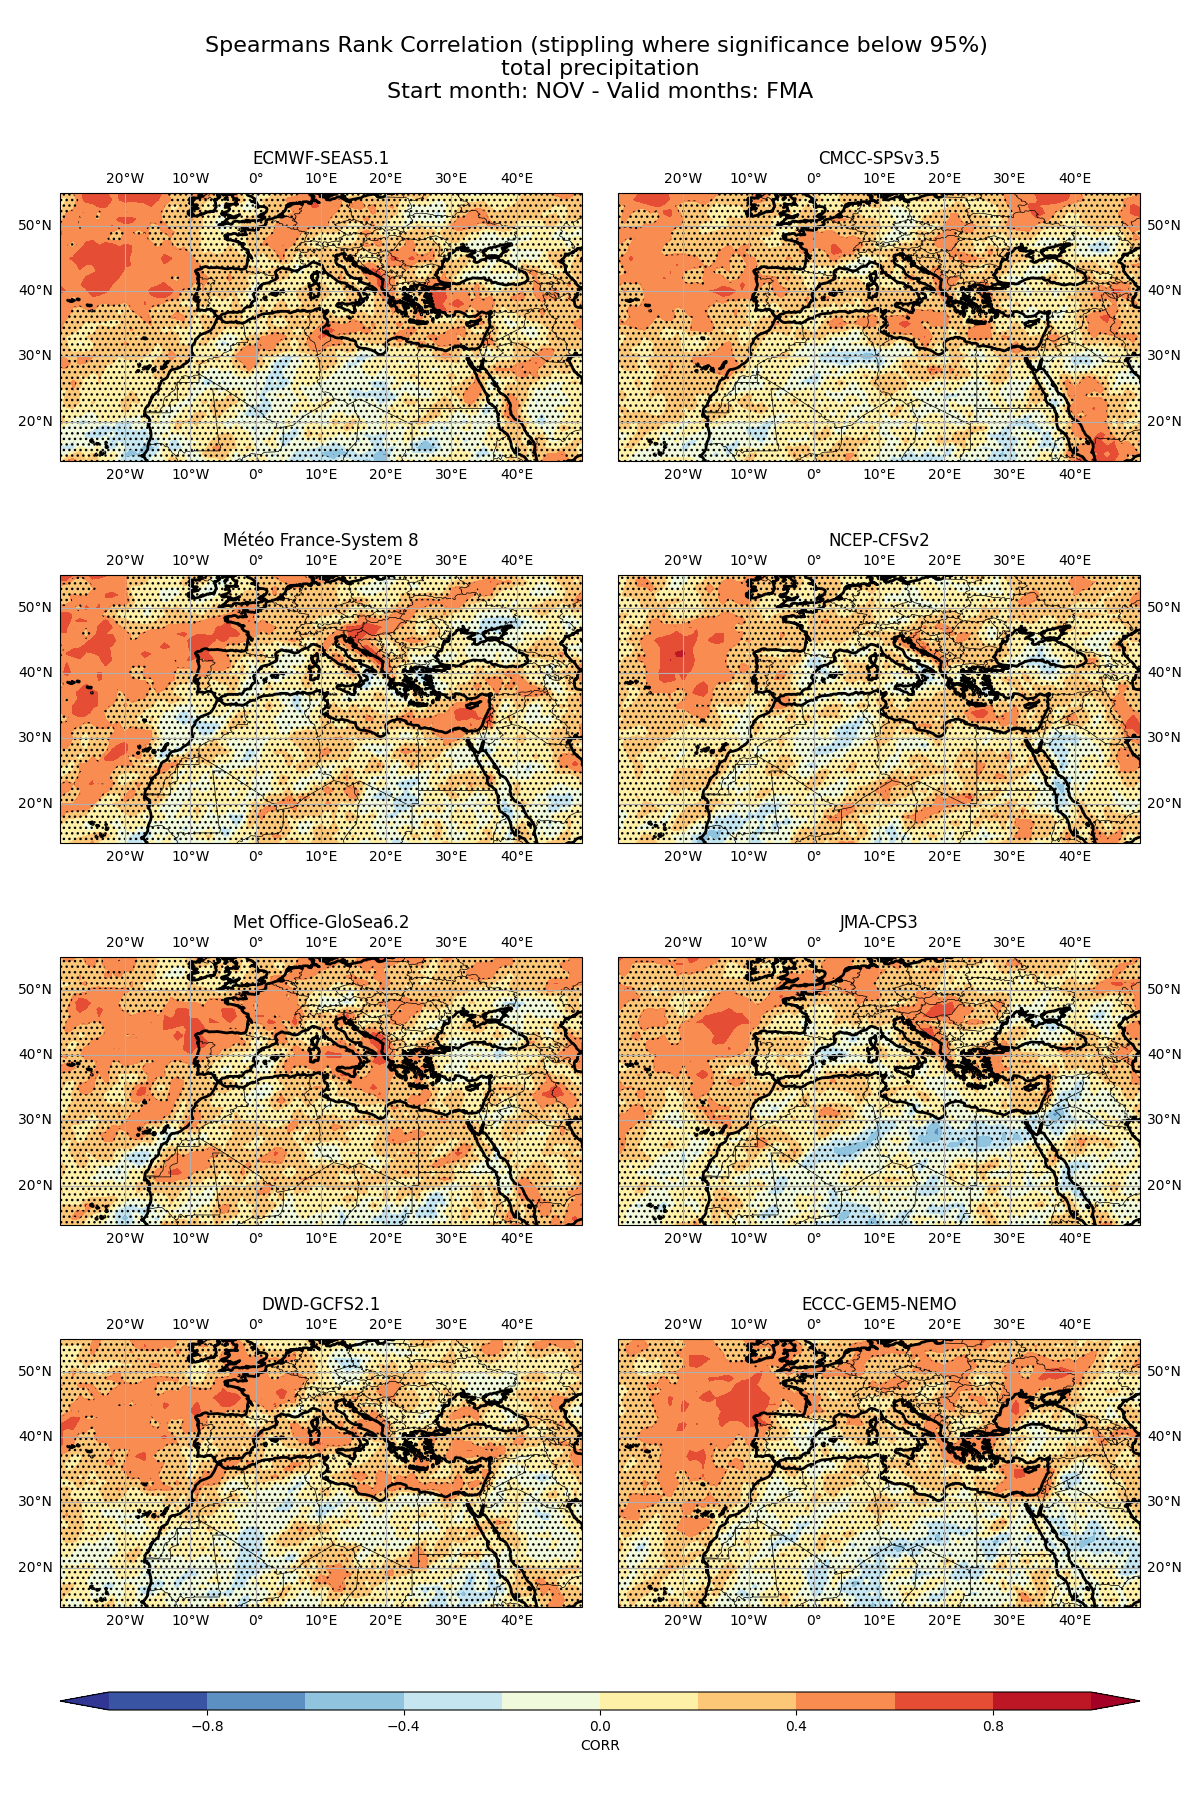 Spearmans Rank Correlation (stippling where significance below 95%)
total precipitation
Start month: NOV - Valid months: FMA
ECMWF-SEAS5.1
CMCC-SPSv3.5
20°W 10°W 0° 10°E 20°E 30°E 40°E
20°W 10°W 0° 10°E 20°E 30°E 40°E
50°N
50°N
40°N
40°N
30°N
30°N
20°N
20°N
20°W 10°W 0° 10°E 20°E 30°E 40°E
20°W 10°W 0° 10°E 20°E 30°E 40°E
Météo France-System 8
NCEP-CFSv2
20°W 10°W 0° 10°E 20°E 30°E 40°E
20°W 10°W 0° 10°E 20°E 30°E 40°E
50°N
50°N
40°N
40°N
30°N
30°N
20°N
20°N
20°W 10°W 0° 10°E 20°E 30°E 40°E
20°W 10°W 0° 10°E 20°E 30°E 40°E
Met Office-GloSea6.2
JMA-CPS3
20°W 10°W 0° 10°E 20°E 30°E 40°E
20°W 10°W 0° 10°E 20°E 30°E 40°E
50°N
50°N
40°N
40°N
30°N
30°N
20°N
20°N
20°W 10°W 0° 10°E 20°E 30°E 40°E
20°W 10°W 0° 10°E 20°E 30°E 40°E
DWD-GCFS2.1
ECCC-GEM5-NEMO
20°W 10°W 0° 10°E 20°E 30°E 40°E
20°W 10°W 0° 10°E 20°E 30°E 40°E
50°N
50°N
40°N
40°N
30°N
30°N
20°N
20°N
20°W 10°W 0° 10°E 20°E 30°E 40°E
20°W 10°W 0° 10°E 20°E 30°E 40°E
−0.8 −0.4 0.0 0.4 0.8
CORR